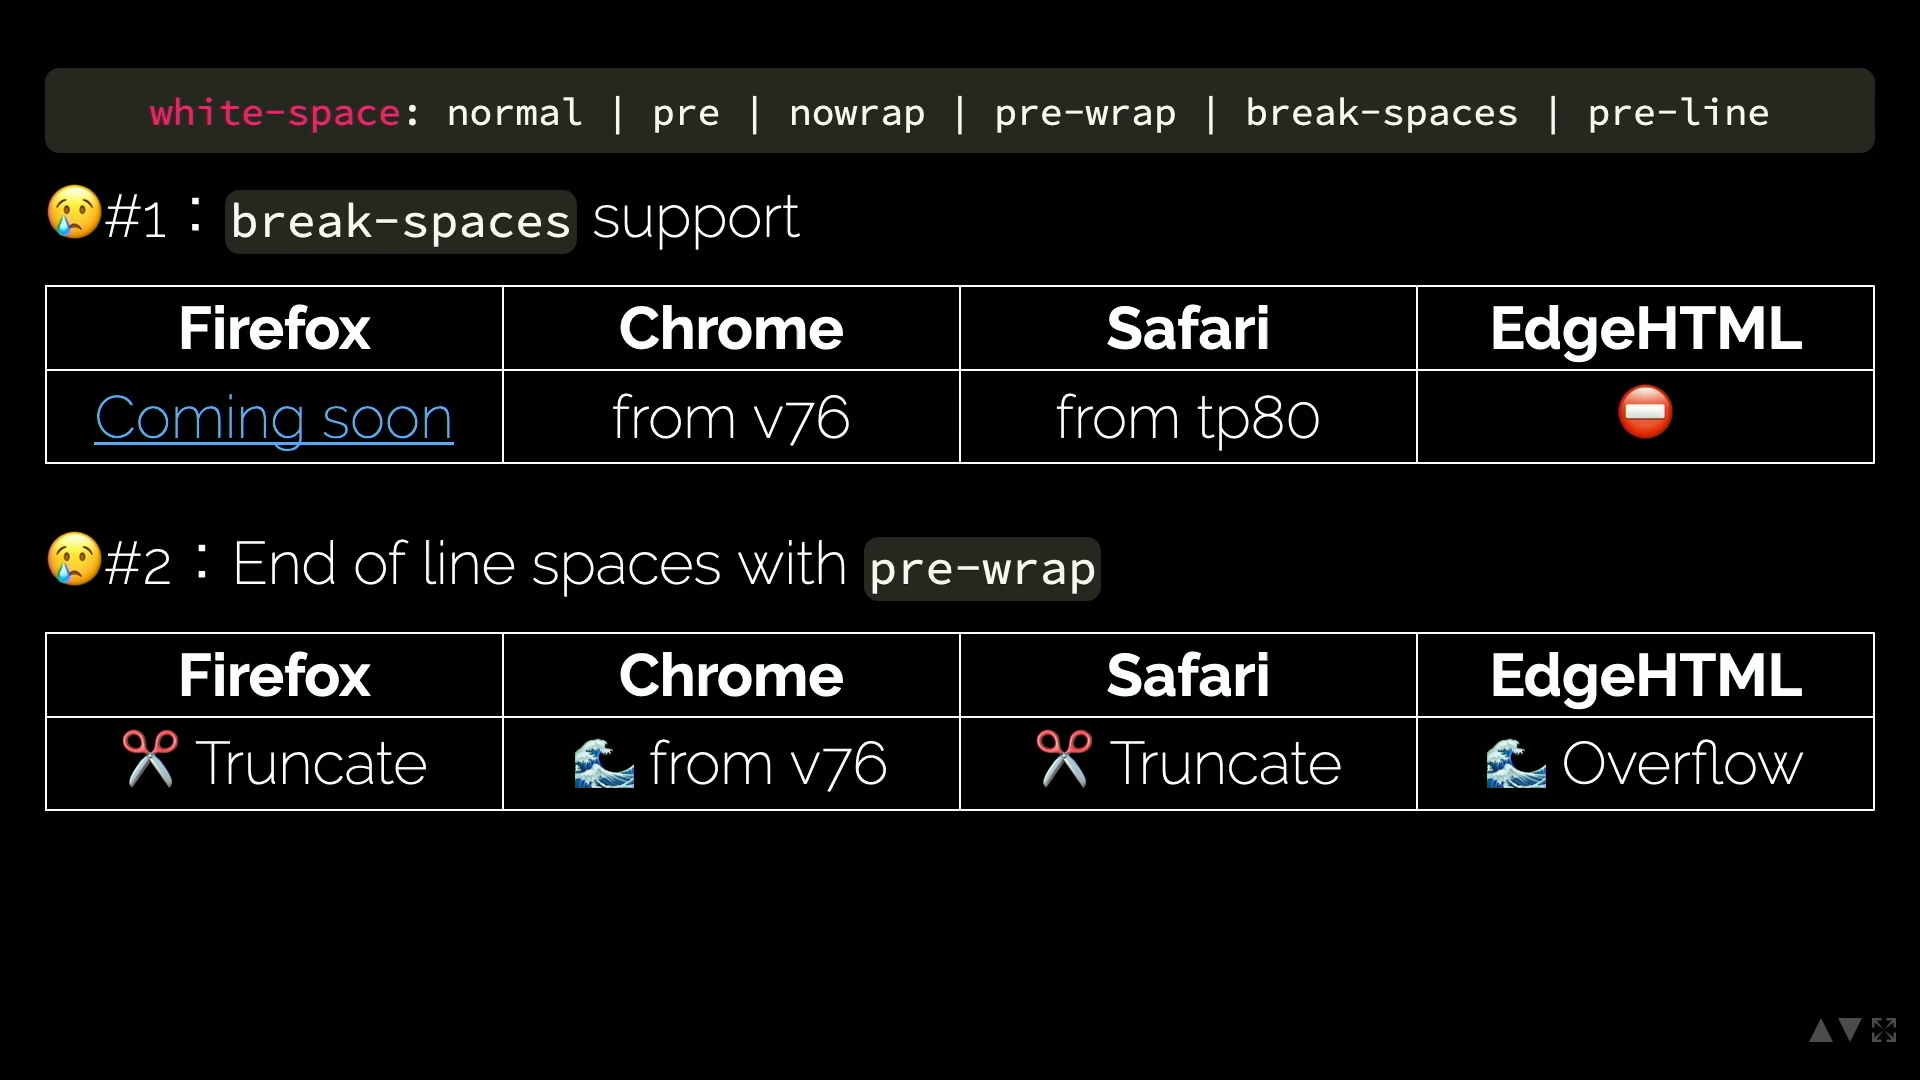 white-space: normal | pre | nowrap | pre-wrap | break-spaces | pre-line
😢#1：break-spaces support
Firefox Chrome Safari EdgeHTML
Coming soon from v76 from tp80 ⛔
😢#2：End of line spaces with pre-wrap
Firefox Chrome Safari EdgeHTML
✂️ Truncate 🌊 from v76 ✂️ Truncate 🌊 Overflow